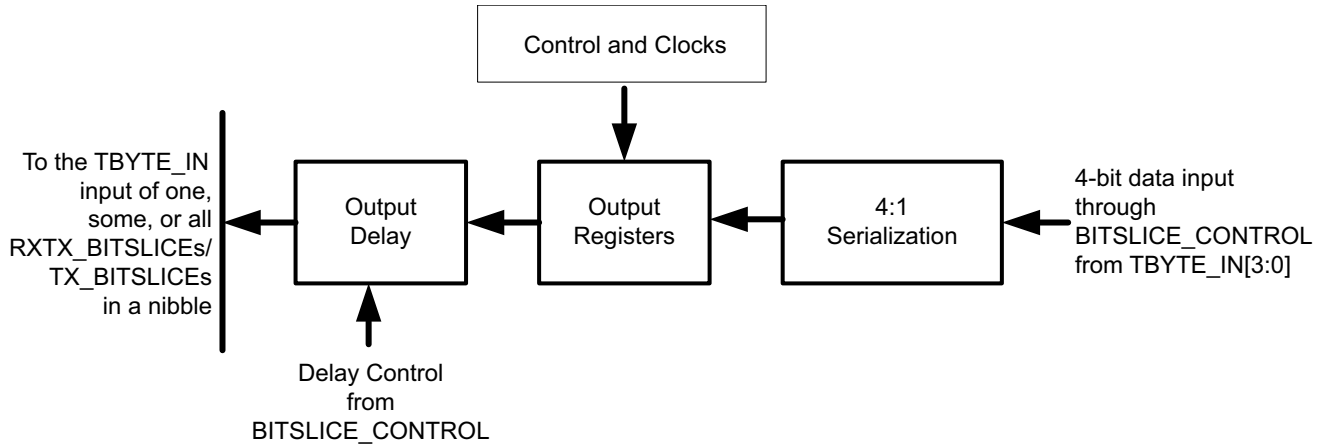 Control and Clocks
To the TBYTE_IN
input of one,
some, or all
RXTX_BITSLICEs/
TX_BITSLICEs
in a nibble
Output
Delay
Output
Registers
4:1
Serialization
4-bit data input
through
BITSLICE_CONTROL
from TBYTE_IN[3:0]
Delay Control
from
BITSLICE_CONTROL